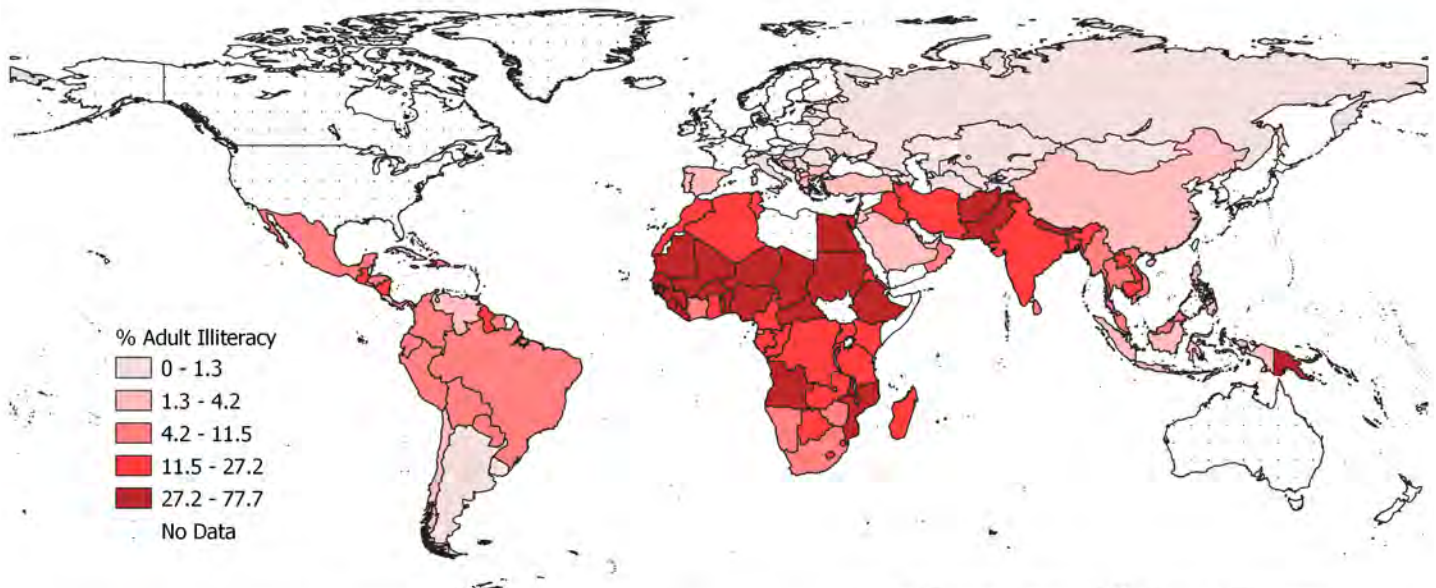 % Adult Illiteracy
0 - 1.3
1.3 - 4.2
4.2 - 11.5
11.5 - 27.2
27.2 - 77.7
No Data